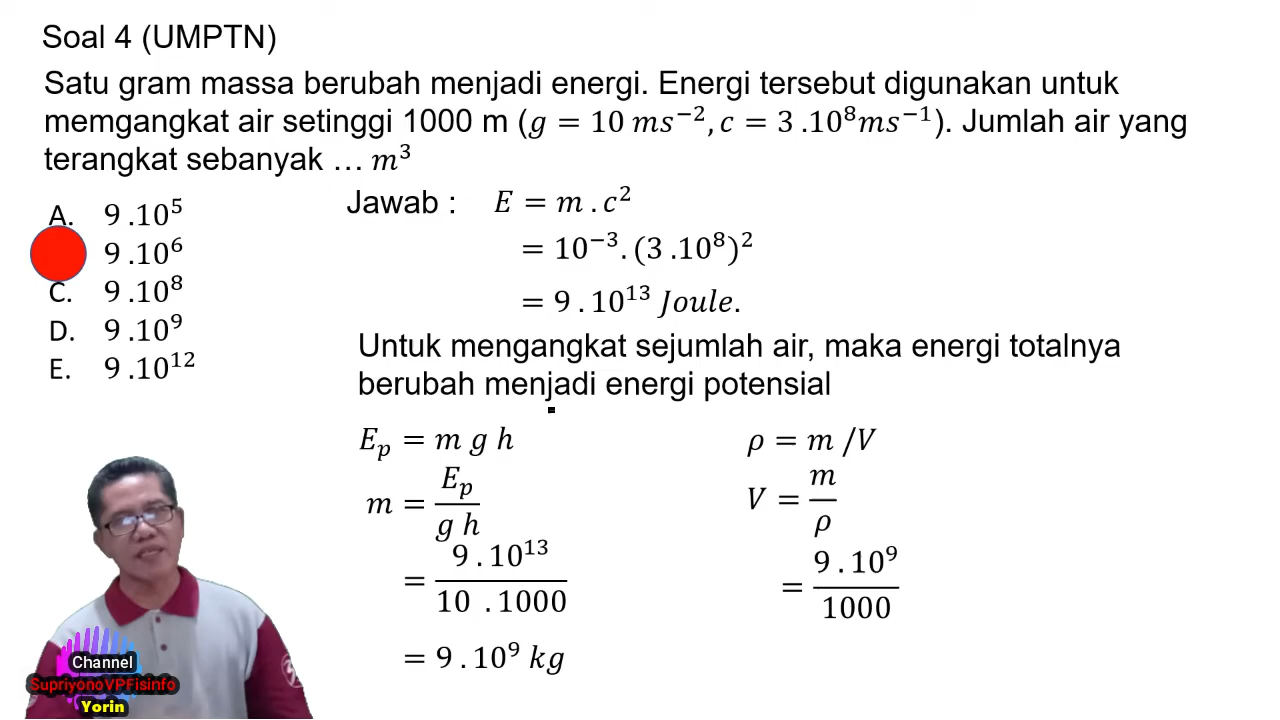 Soal 4 (UMPTN)
Satu gram massa berubah menjadi energi. Energi tersebut digunakan untuk
memgangkat air setinggi 1000 m (g = 10 ms⁻², c = 3 .10⁸ms⁻¹). Jumlah air yang
terangkat sebanyak … m³
A. 9 .10⁵
9 .10⁶
C. 9 .10⁸
D. 9 .10⁹
E. 9 .10¹²
Jawab : E = m . c²
= 10⁻³. (3 .10⁸)²
= 9 . 10¹³ Joule.
Untuk mengangkat sejumlah air, maka energi totalnya
berubah menjadi energi potensial
Eₚ = m g h
m = Eₚ / g h
= 9 . 10¹³ / 10 . 1000
= 9 . 10⁹ kg
ρ = m /V
V = m / ρ
= 9 . 10⁹ / 1000
Channel
SupriyonoVPFisinfo
Yorin